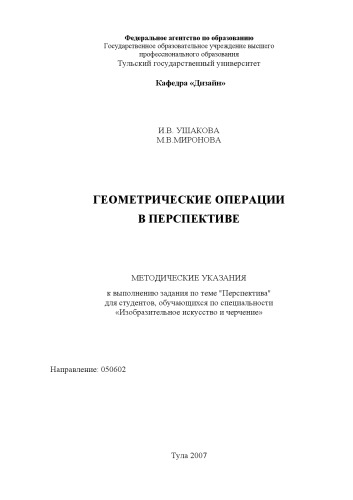 Федеральное агентство по образованию
Государственное образовательное учреждение высшего
профессионального образования
Тульский государственный университет
Кафедра «Дизайн»
И.В. УШАКОВА
М.В.МИРОНОВА
ГЕОМЕТРИЧЕСКИЕ ОПЕРАЦИИ
В ПЕРСПЕКТИВЕ
МЕТОДИЧЕСКИЕ УКАЗАНИЯ
к выполнению задания по теме "Перспектива"
для студентов, обучающихся по специальности
«Изобразительное искусство и черчение»
Направление: 050602
Тула 2007